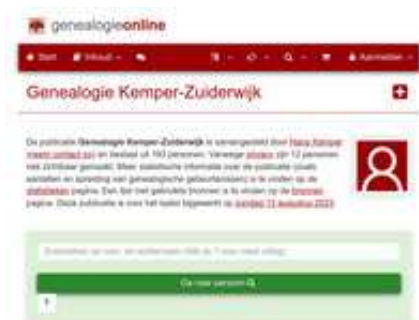 genealogieonline
Start Inhoud Aanmelden
Genealogie Kemper-Zuiderwijk
De publicatie Genealogie Kemper-Zuiderwijk is samengesteld door Hans Kemper
(neem contact op) en bestaat uit 193 personen. Vanwege privacy zijn 12 personen
niet zichtbaar gemaakt. Meer statistische informatie over de publicatie (zoals
aantallen en spreiding van genealogische gebeurtenissen) is te vinden op de
statistieken pagina. Een lijst met gebruikte bronnen is te vinden op de bronnen
pagina. Deze publicatie is voor het laatst bijgewerkt op zondag 13 augustus 2023.
Ga naar persoon